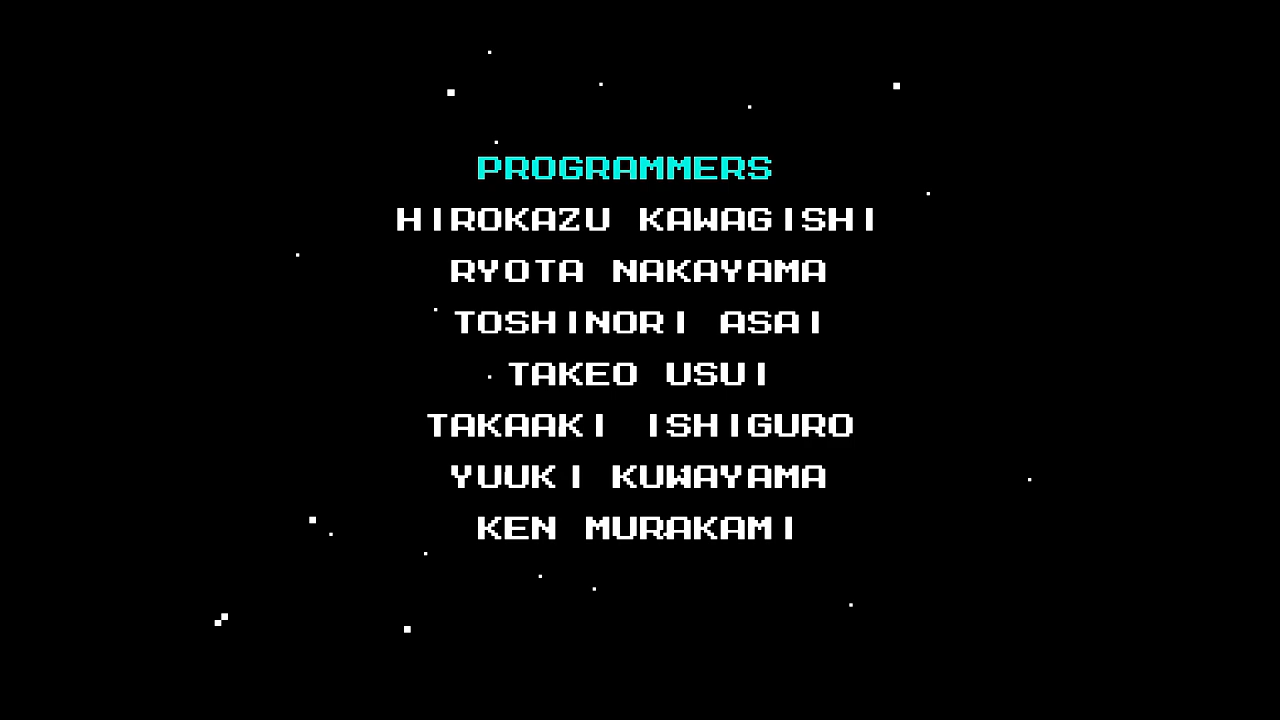 PROGRAMMERS
HIROKAZU KAWAGISHI
RYOTA NAKAYAMA
TOSHINORI ASAI
TAKEO USUI
TAKAAKI ISHIGURO
YUUKI KUWAYAMA
KEN MURAKAMI